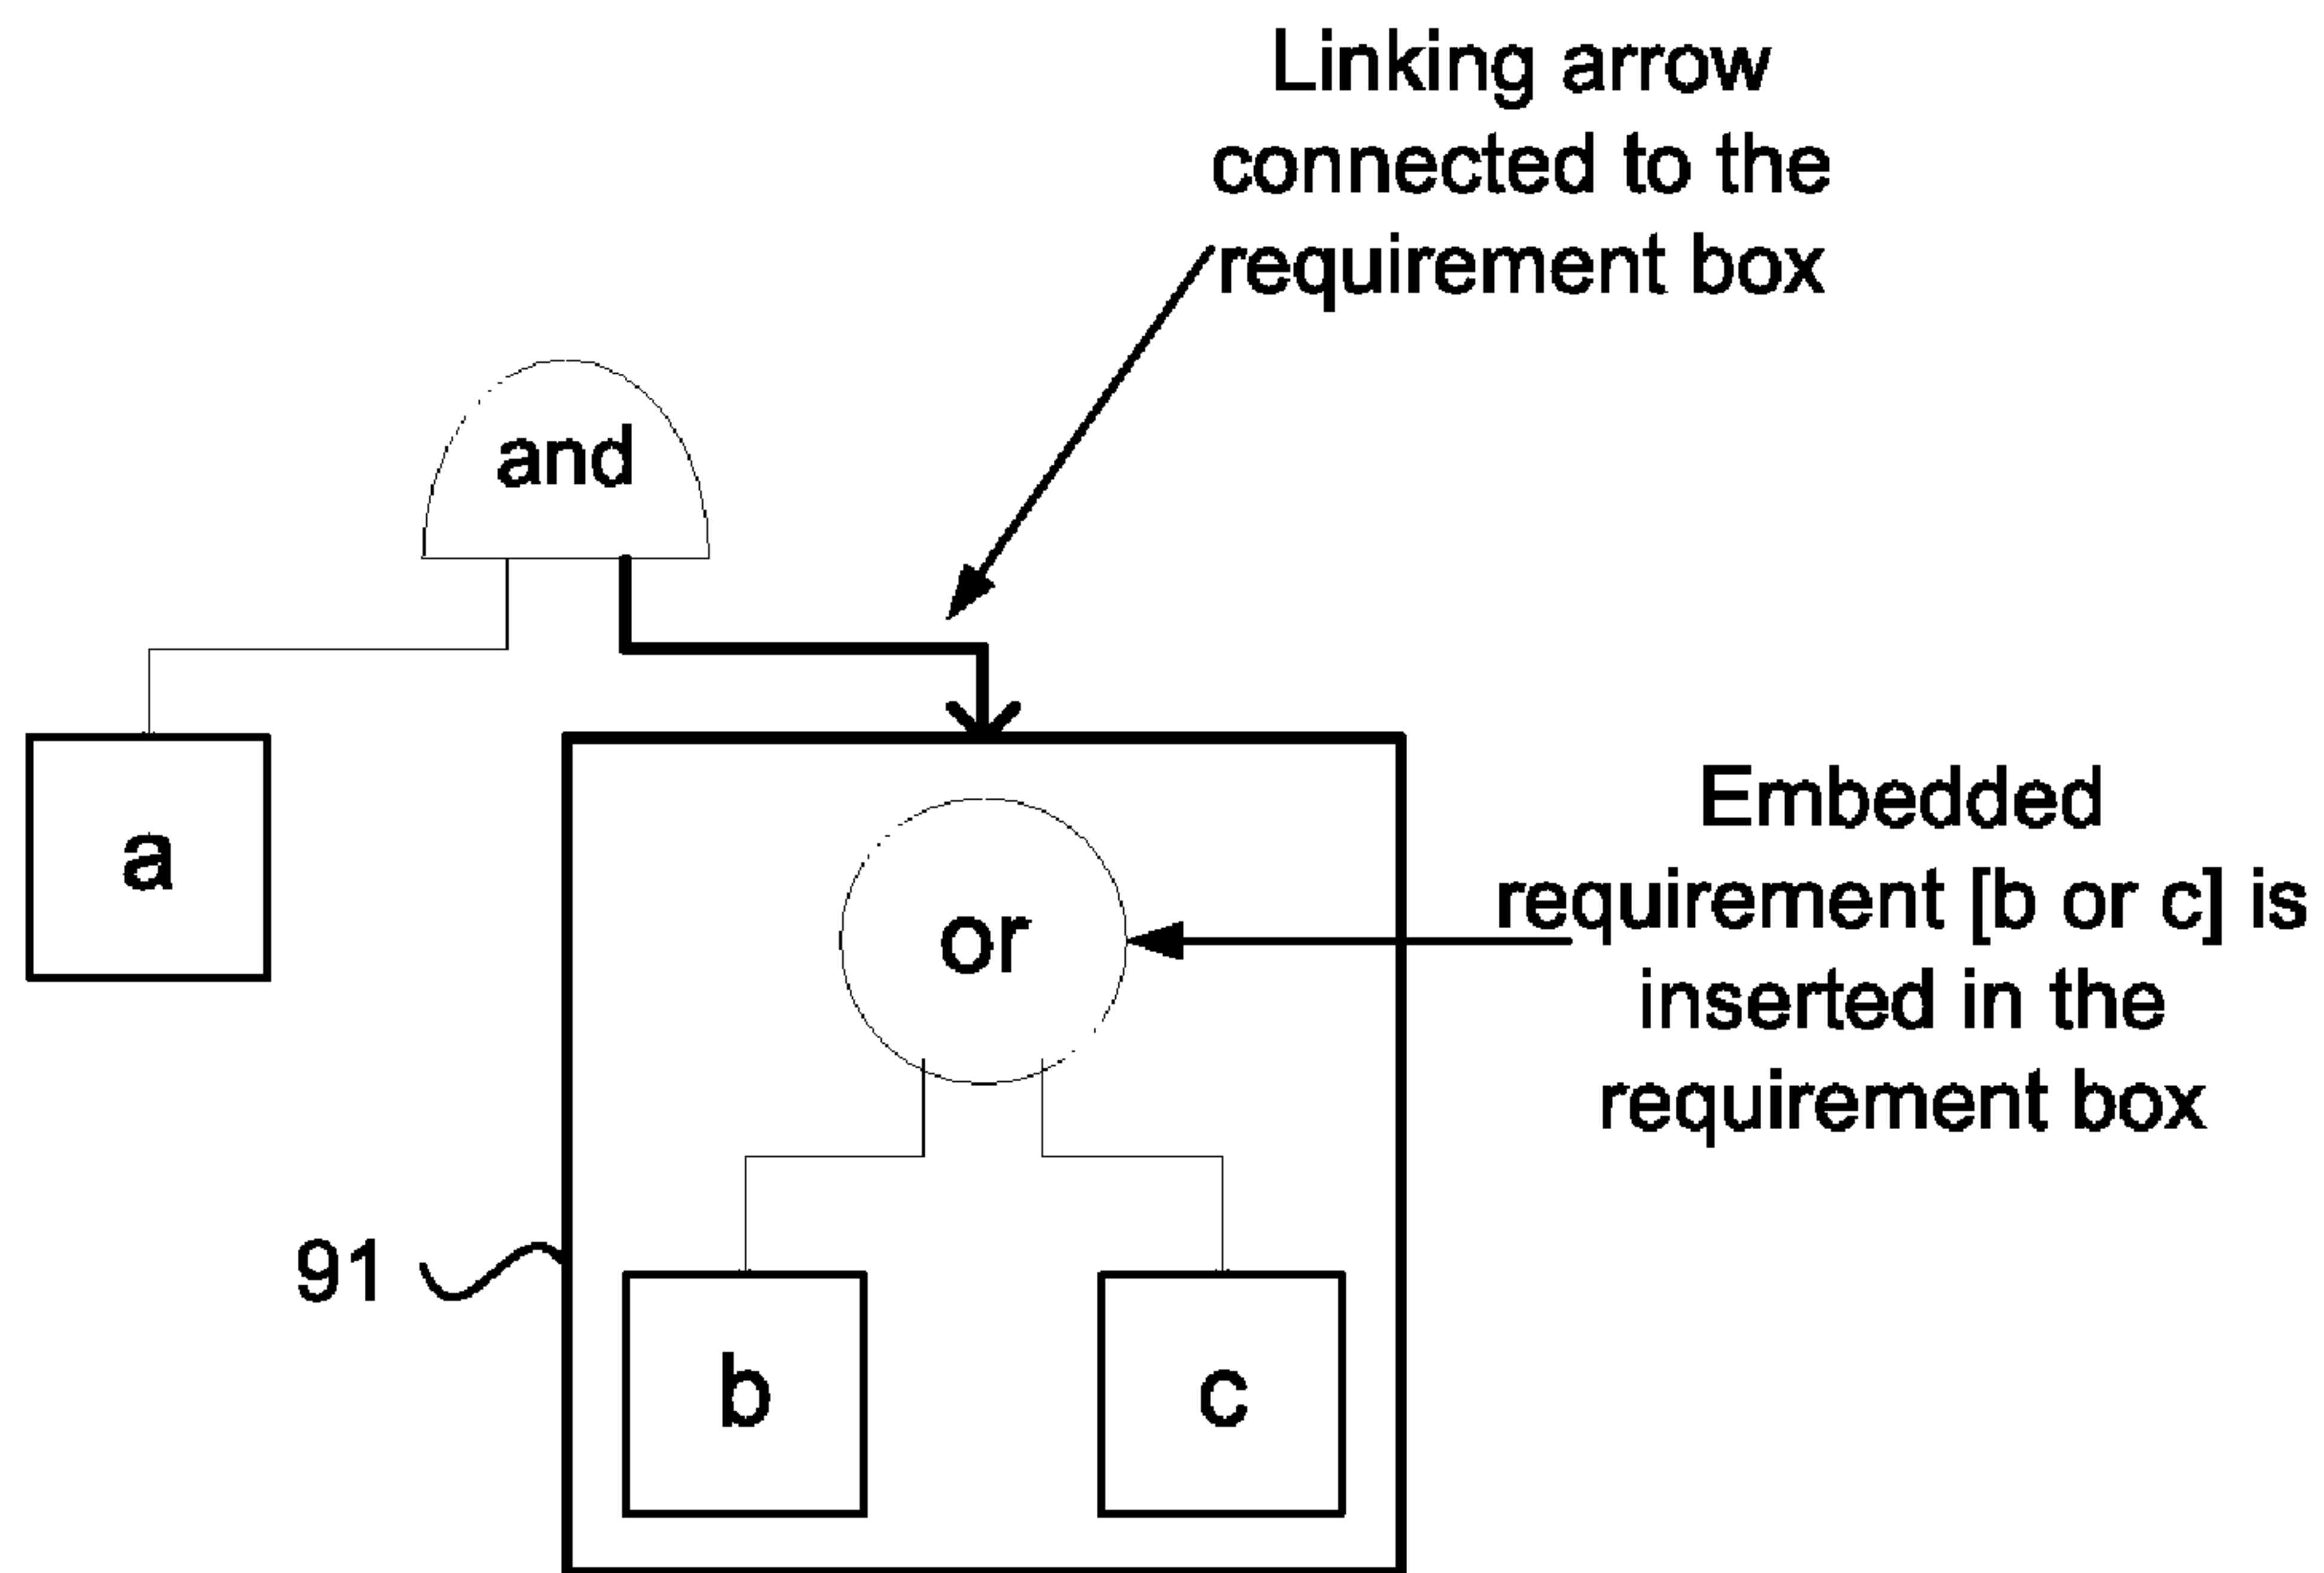 Linking arrow
connected to the
requirement box
and
a
or
Embedded
requirement [b or c] is
inserted in the
requirement box
91
b
c